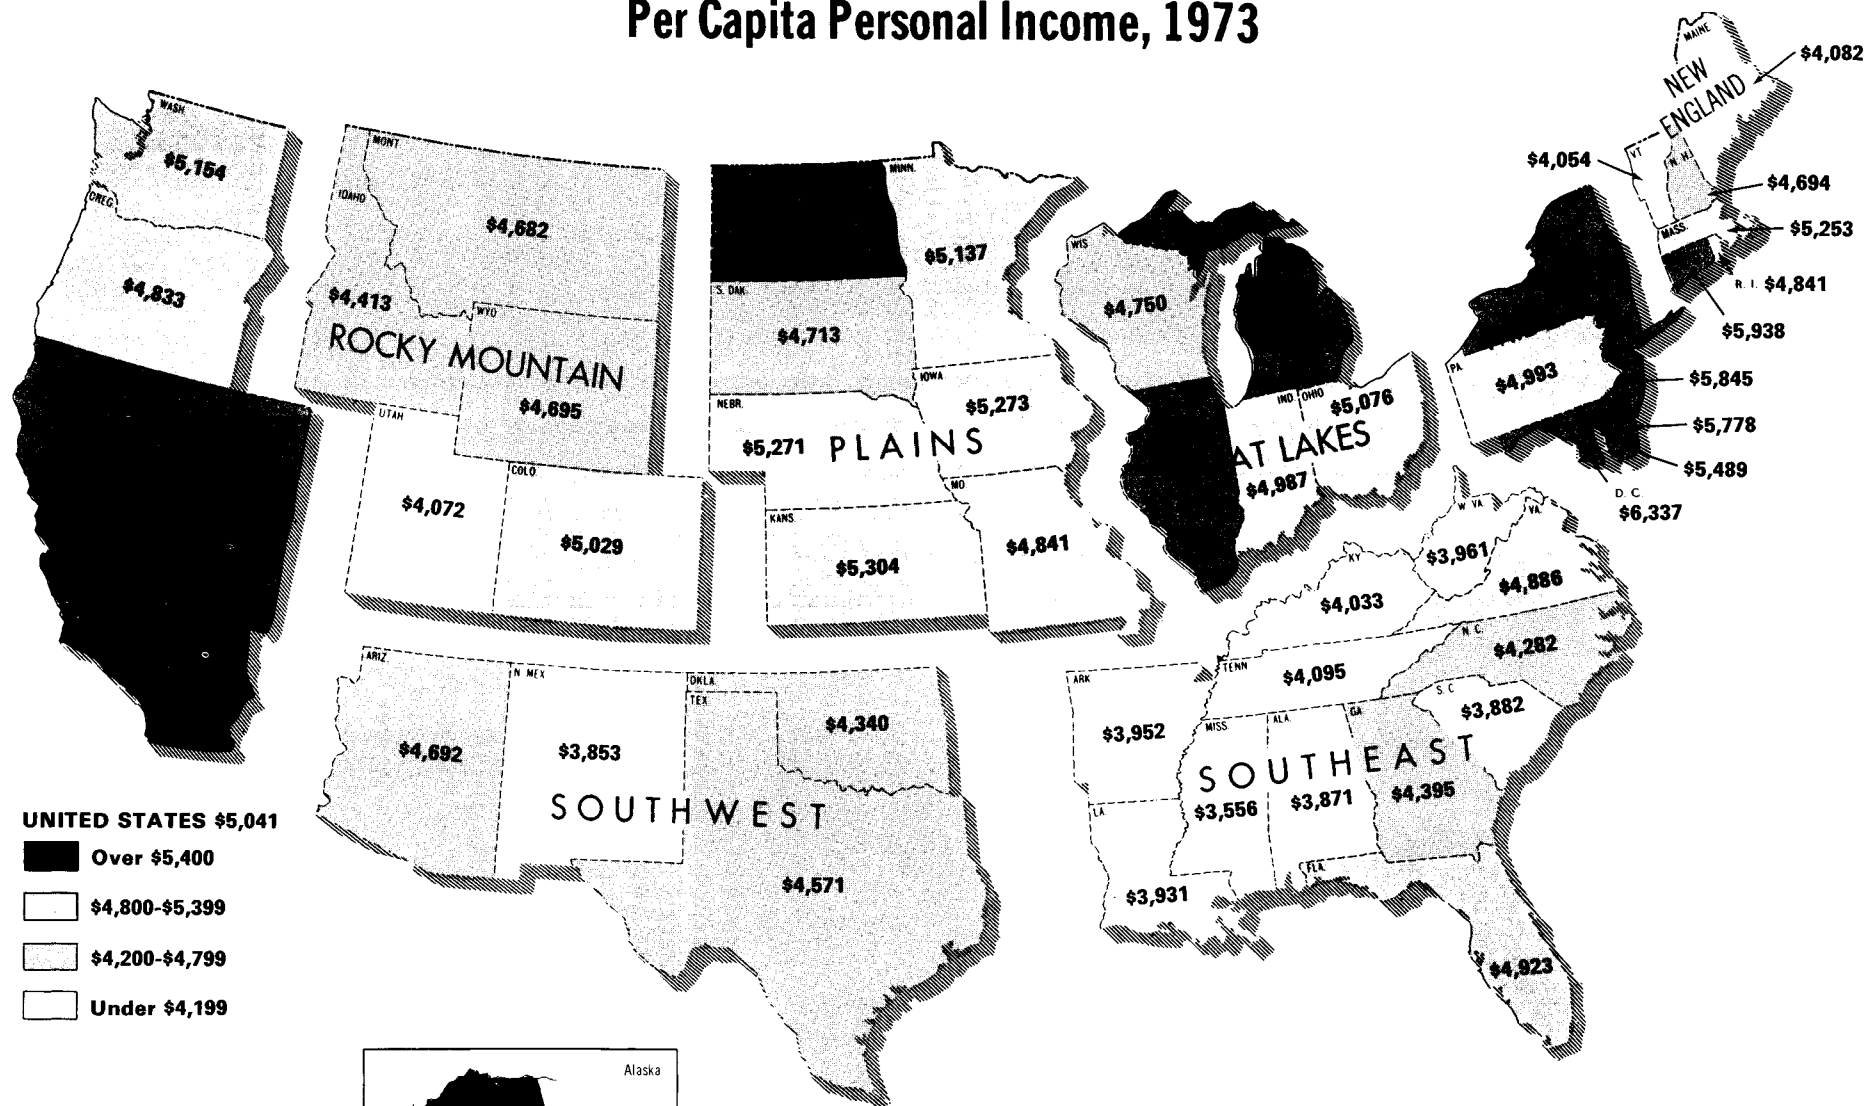 Per Capita Personal Income, 1973
WASH.
$5,154
OREG.
$4,833
MONT.
$4,682
IDAHO
$4,413
WYO.
ROCKY MOUNTAIN
$4,695
UTAH
$4,072
COLO.
$5,029
MINN.
$5,137
S. DAK.
$4,713
NEBR.
$5,271
IOWA
$5,273
PLAINS
KANS.
$5,304
MO.
$4,841
WIS.
$4,750
IND.
OHIO
$5,076
AT LAKES
$4,987
MAINE
$4,082
NEW
ENGLAND
VT.
$4,054
N. H.
$4,694
MASS.
$5,253
R. I. $4,841
$5,938
PA.
$4,993
$5,845
$5,778
$5,489
D. C.
$6,337
W. VA.
$3,961
VA.
$4,886
KY.
$4,033
N. C.
$4,282
TENN.
$4,095
S. C.
$3,882
ARK.
$3,952
MISS.
$3,556
ALA.
$3,871
GA.
$4,395
SOUTHEAST
LA.
$3,931
FLA.
$4,923
ARIZ.
$4,692
N. MEX.
$3,853
OKLA.
$4,340
TEX.
SOUTHWEST
$4,571
UNITED STATES $5,041
Over $5,400
$4,800-$5,399
$4,200-$4,799
Under $4,199
Alaska